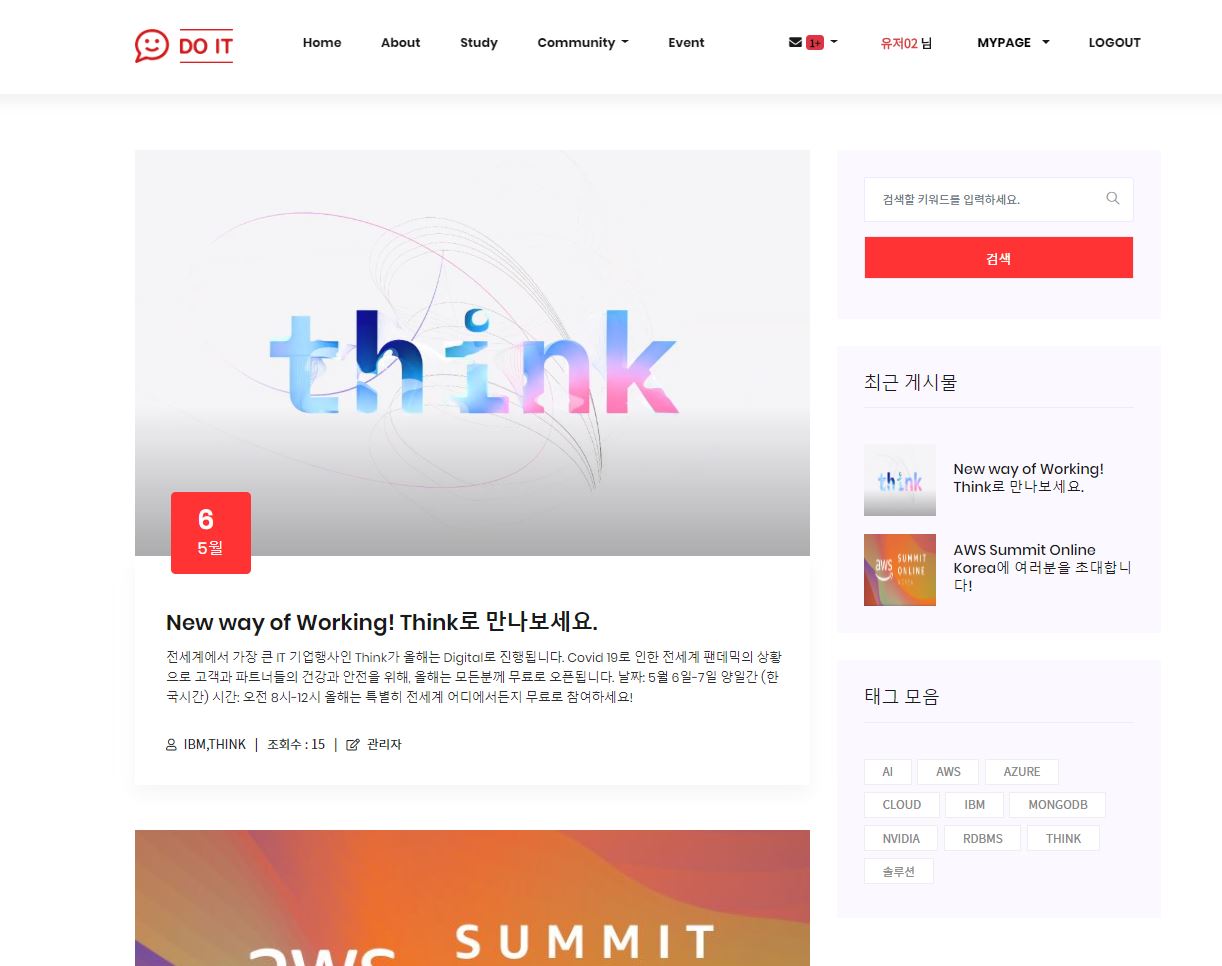 DO IT
Home About Study Community Event
1+ 유저02 님 MYPAGE LOGOUT
think
6
5월
New way of Working! Think로 만나보세요.
전세계에서 가장 큰 IT 기업행사인 Think가 올해는 Digital로 진행됩니다. Covid 19로 인한 전세계 팬데믹의 상황
으로 고객과 파트너들의 건강과 안전을 위해, 올해는 모든분께 무료로 오픈됩니다. 날짜: 5월 6일-7일 양일간 (한
국시간) 시간: 오전 8시-12시 올해는 특별히 전세계 어디에서든지 무료로 참여하세요!
IBM,THINK | 조회수 : 15 | 관리자
aws
SUMMIT
검색할 키워드를 입력하세요.
검색
최근 게시물
think
New way of Working!
Think로 만나보세요.
aws
SUMMIT
ONLINE
KOREA
AWS Summit Online
Korea에 여러분을 초대합니
다!
태그 모음
AI AWS AZURE
CLOUD IBM MONGODB
NVIDIA RDBMS THINK
솔루션